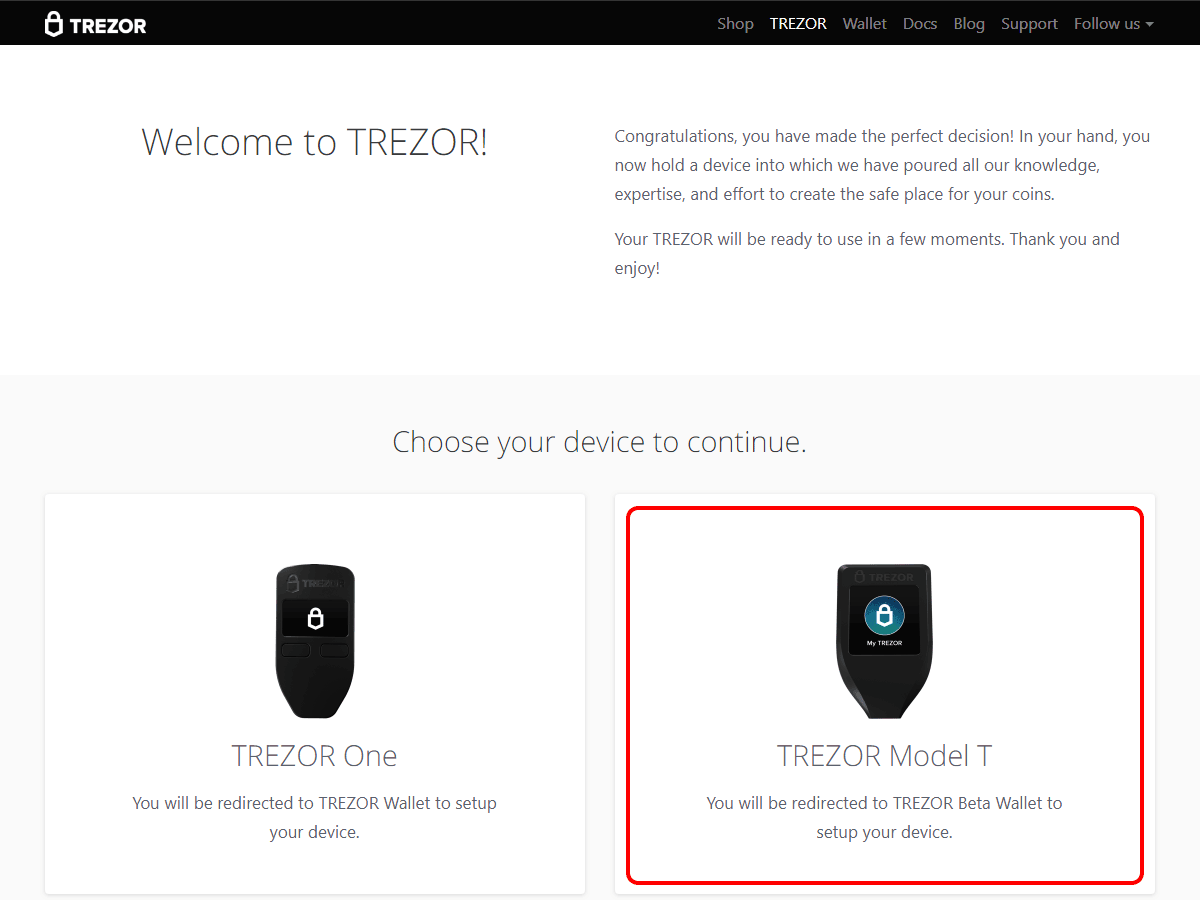 TREZOR
Shop TREZOR Wallet Docs Blog Support Follow us
Welcome to TREZOR!
Congratulations, you have made the perfect decision! In your hand, you
now hold a device into which we have poured all our knowledge,
expertise, and effort to create the safe place for your coins.
Your TREZOR will be ready to use in a few moments. Thank you and
enjoy!
Choose your device to continue.
TREZOR
TREZOR One
You will be redirected to TREZOR Wallet to setup
your device.
TREZOR
My TREZOR
TREZOR Model T
You will be redirected to TREZOR Beta Wallet to
setup your device.